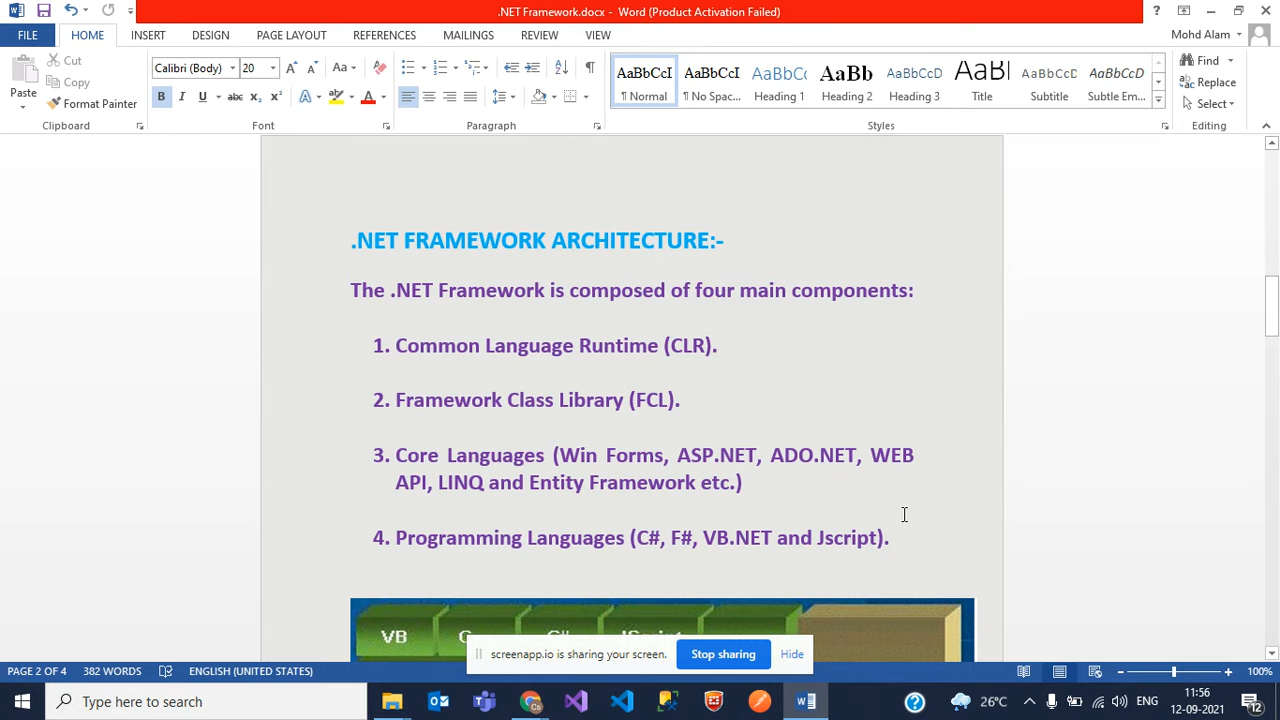 .NET Framework.docx - Word (Product Activation Failed)
FILE HOME INSERT DESIGN PAGE LAYOUT REFERENCES MAILINGS REVIEW VIEW
Mohd Alam
Paste
Cut
Copy
Format Painter
Calibri (Body) 20
AaBbCcI AaBbCcI AaBbC AaBb AaBbCcD AaB AaBbCcD AaBbCcD
¶ Normal ¶ No Spac... Heading 1 Heading 2 Heading 3 Title Subtitle Subtle Em...
Find
Replace
Select
Clipboard Font Paragraph Styles Editing
.NET FRAMEWORK ARCHITECTURE:-
The .NET Framework is composed of four main components:
1. Common Language Runtime (CLR).
2. Framework Class Library (FCL).
3. Core Languages (Win Forms, ASP.NET, ADO.NET, WEB
API, LINQ and Entity Framework etc.)
4. Programming Languages (C#, F#, VB.NET and Jscript).
VB
screenapp.io is sharing your screen. Stop sharing Hide
PAGE 2 OF 4 382 WORDS ENGLISH (UNITED STATES) 100%
Type here to search
26°C ENG
11:56
12-09-2021
12